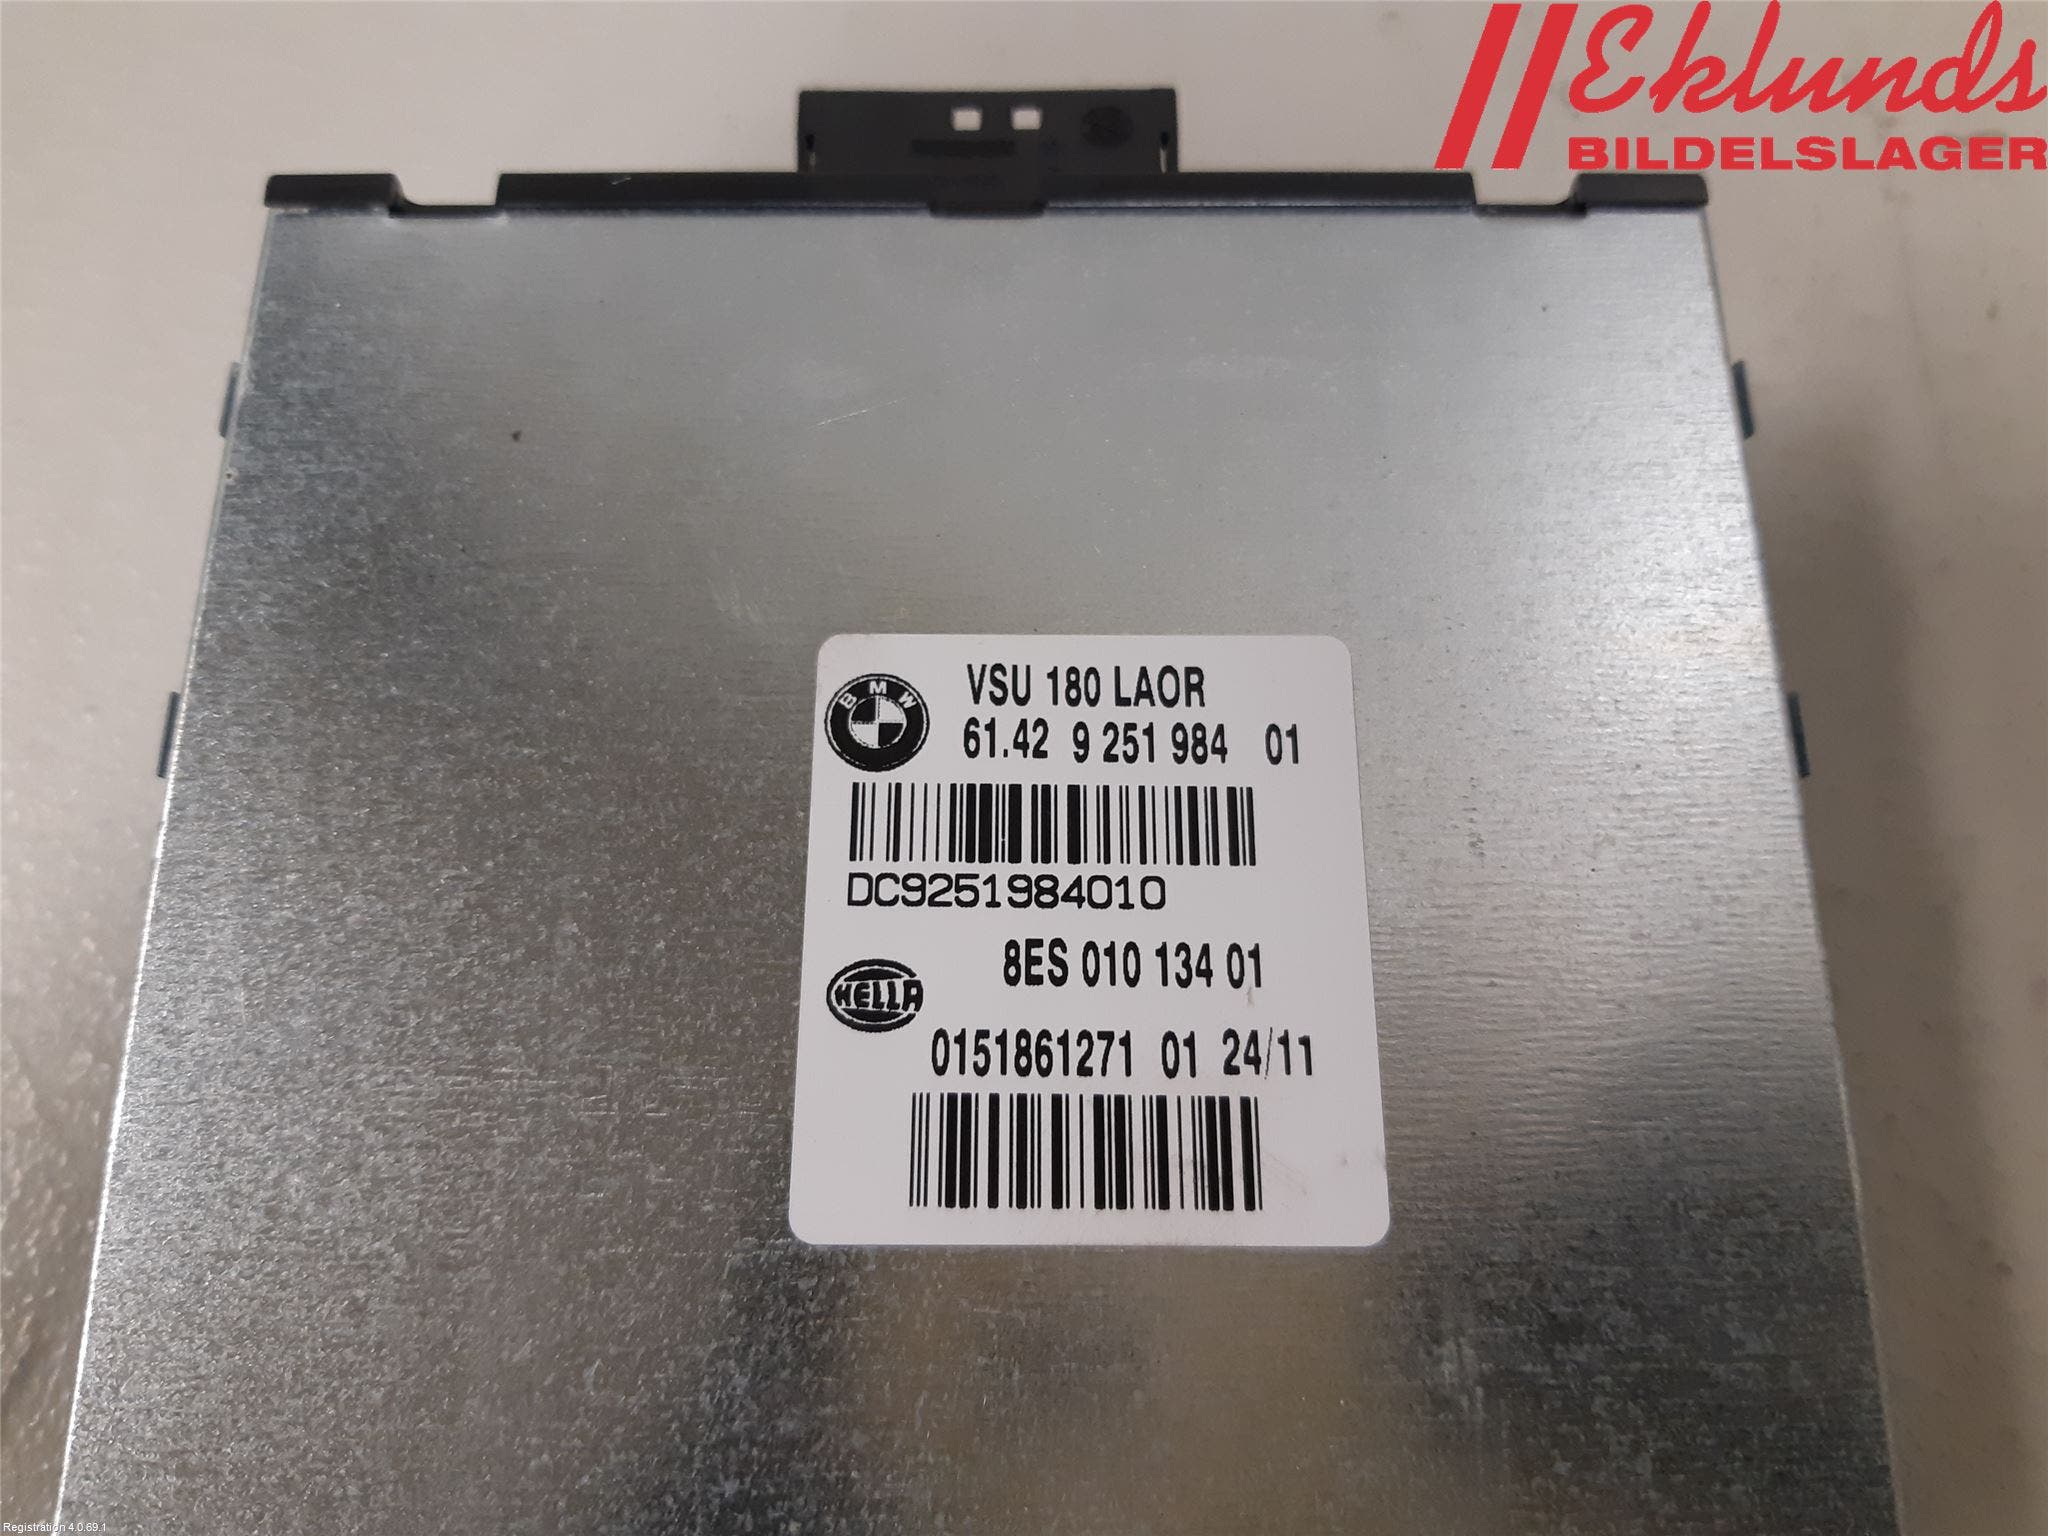 Eklunds
BILDELSLAGER
BMW
VSU 180 LAOR
61.42 9 251 984 01
DC9251984010
8ES 010 134 01
HELLA
0151861271 01 24/11
Registration 4.0.69.1